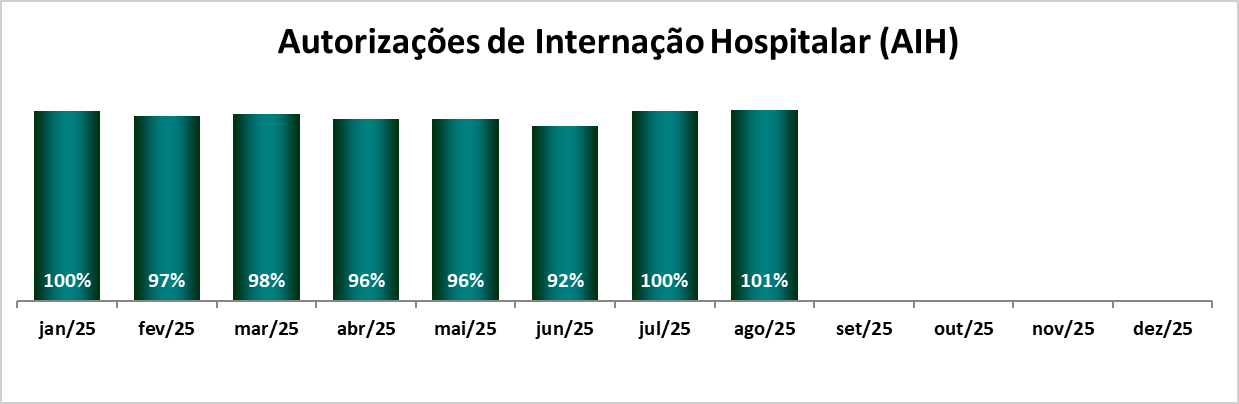 Autorizações de Internação Hospitalar (AIH)
100% 97% 98% 96% 96% 92% 100% 101%
jan/25 fev/25 mar/25 abr/25 mai/25 jun/25 jul/25 ago/25 set/25 out/25 nov/25 dez/25